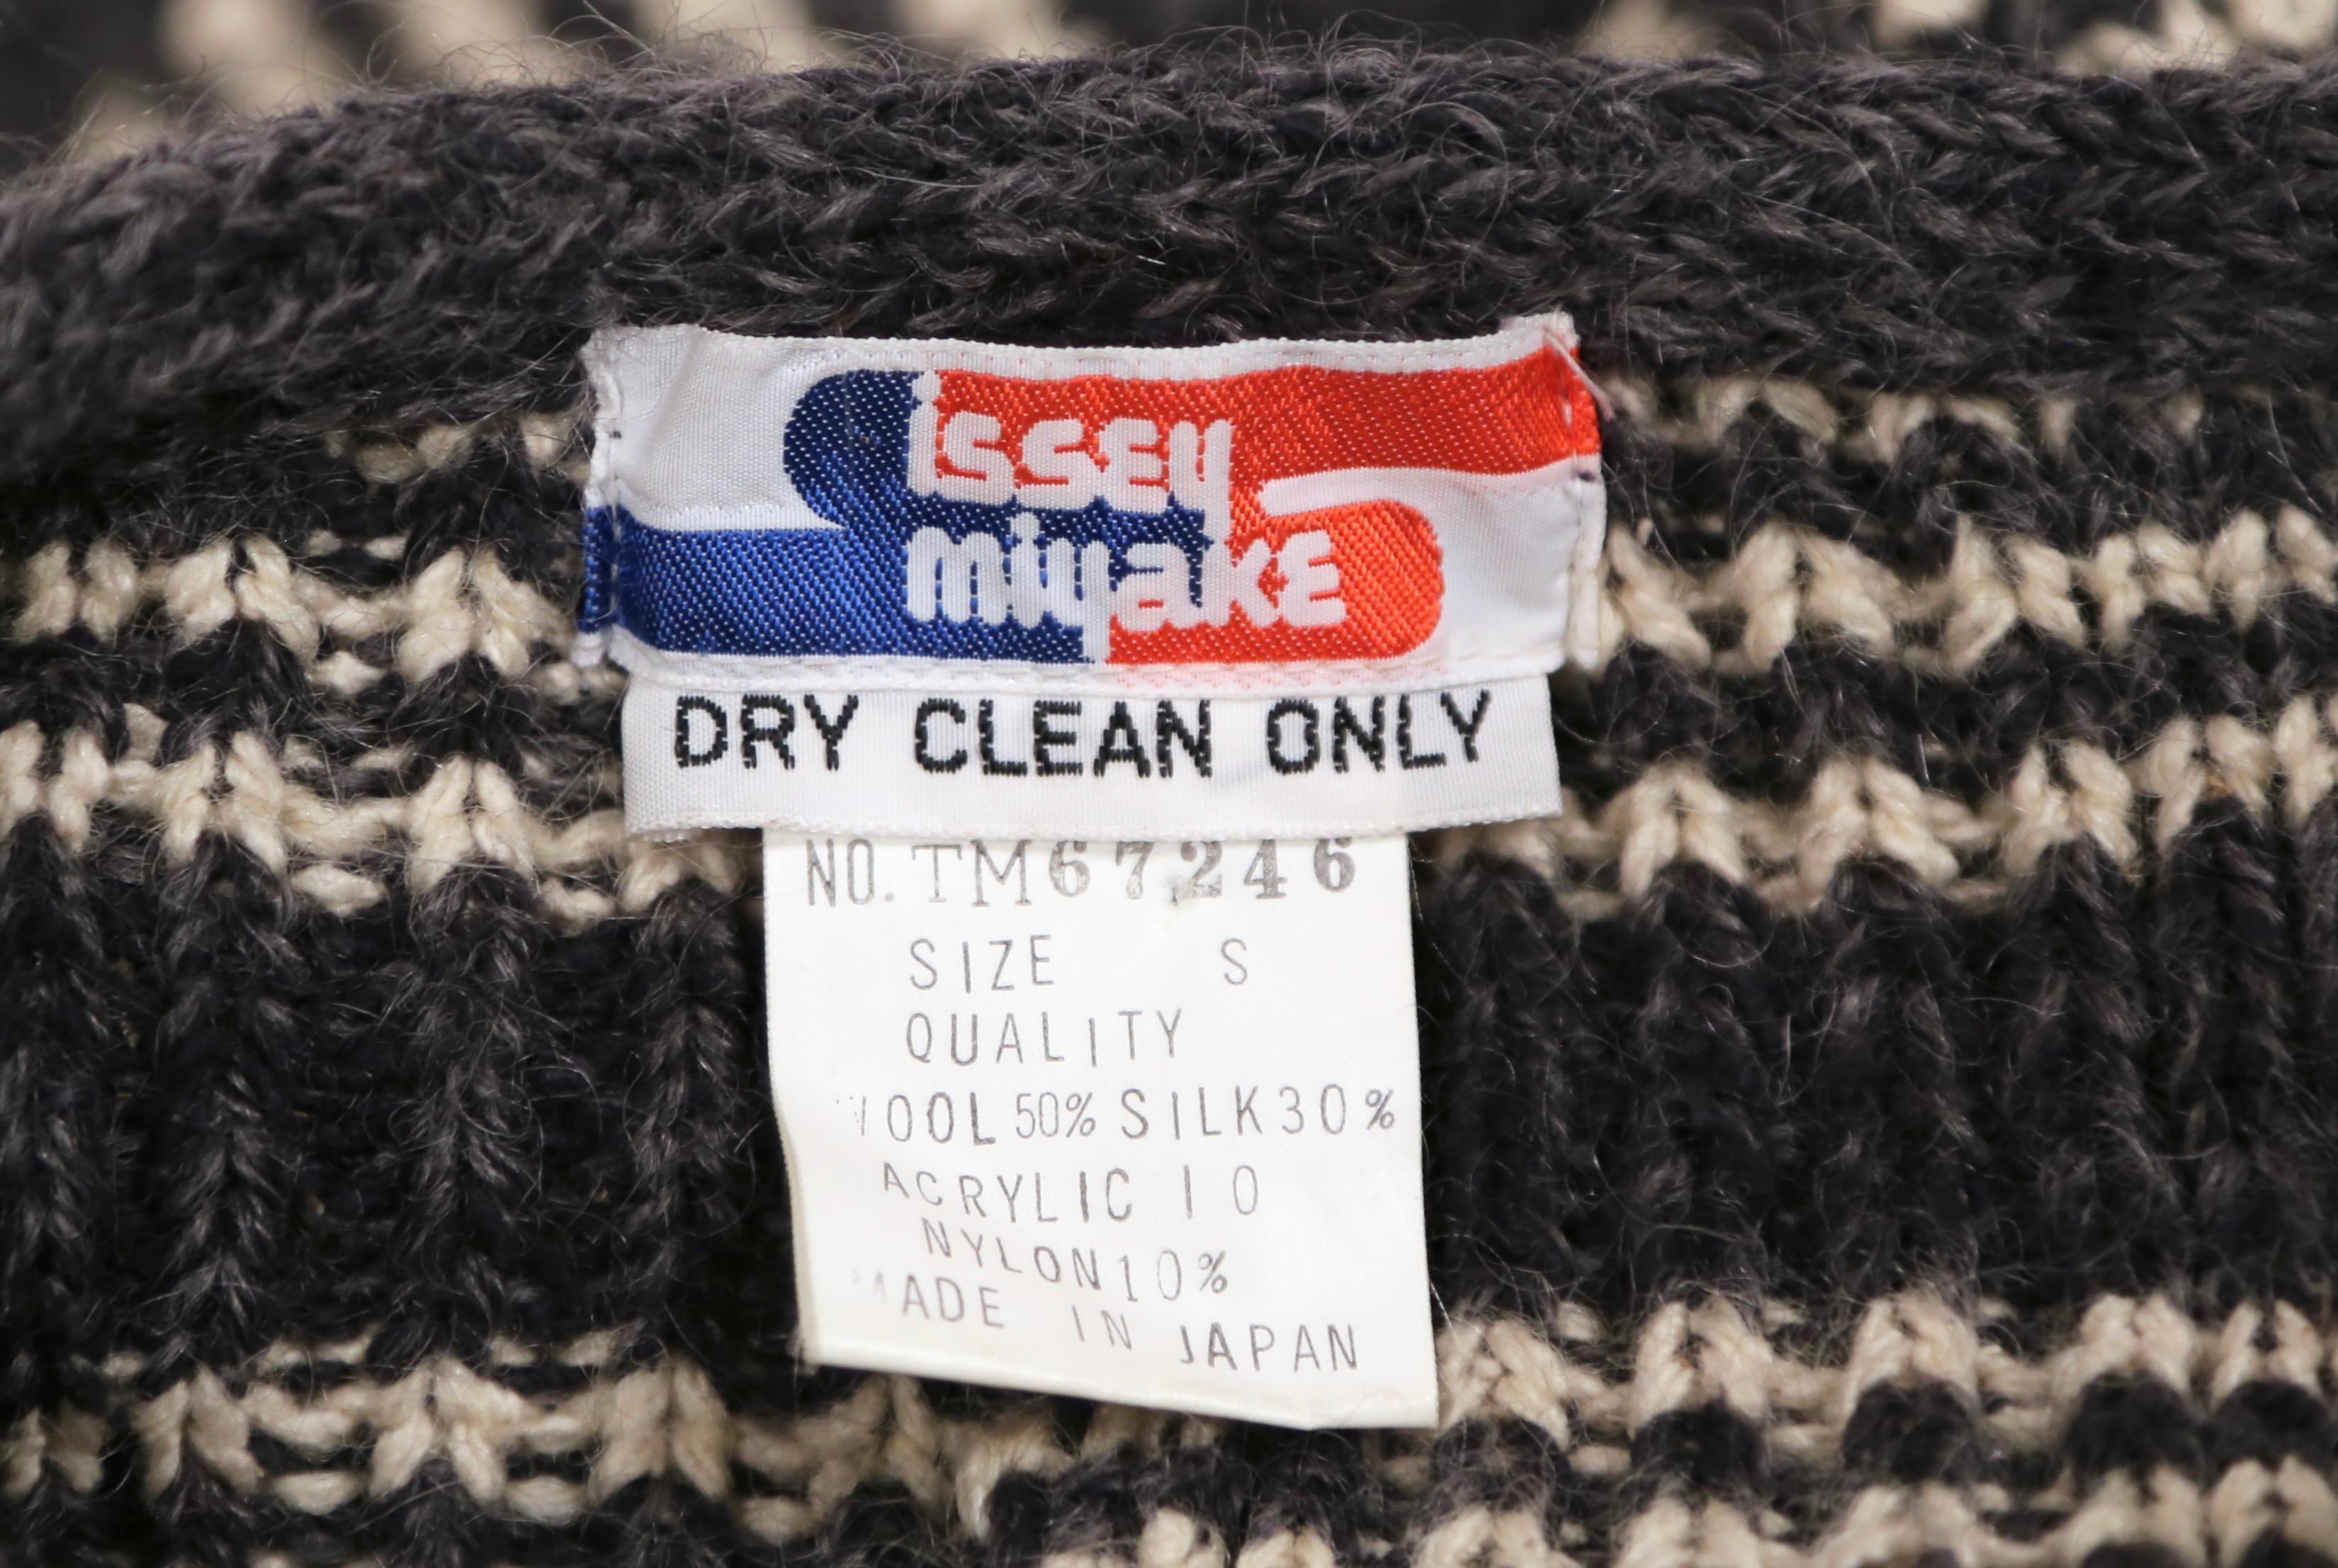 issey
miyake
DRY CLEAN ONLY
NO. TM67246
SIZE S
QUALITY
WOOL 50% SILK 30%
ACRYLIC 10
NYLON 10%
MADE IN JAPAN